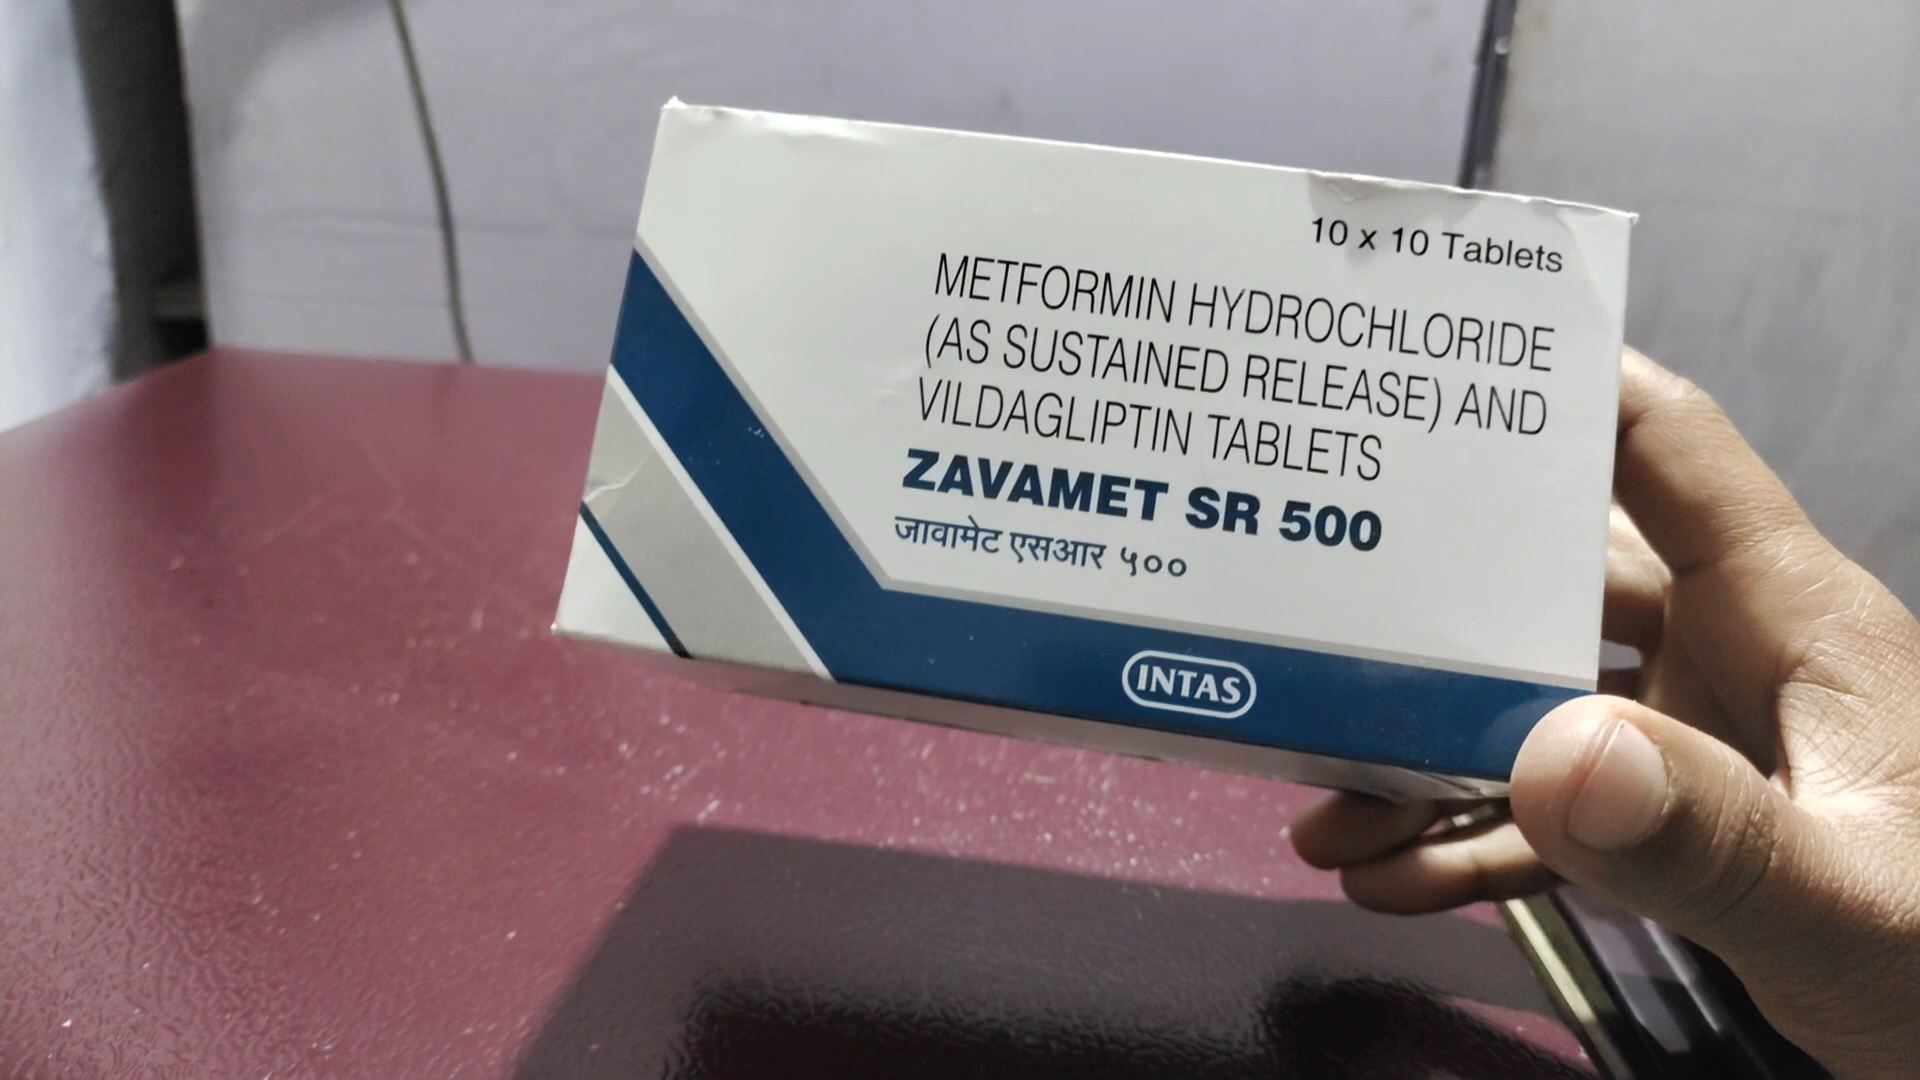 10 x 10 Tablets
METFORMIN HYDROCHLORIDE
(AS SUSTAINED RELEASE) AND
VILDAGLIPTIN TABLETS
ZAVAMET SR 500
जावामेट एसआर ५००
INTAS